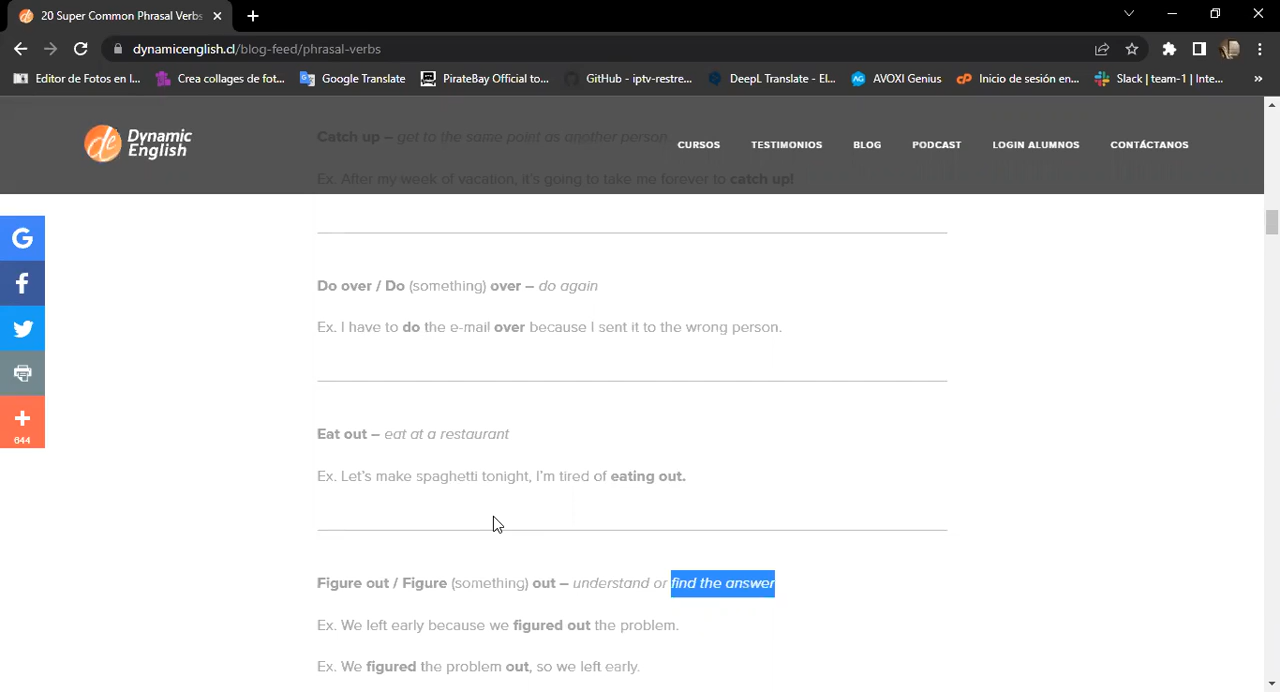 20 Super Common Phrasal Verbs
dynamicenglish.cl/blog-feed/phrasal-verbs
Editor de Fotos en l... Crea collages de fot... Google Translate PirateBay Official to... GitHub - iptv-restre... DeepL Translate - El... AVOXI Genius Inicio de sesión en... Slack | team-1 | Inte... »
Dynamic
English
CURSOS TESTIMONIOS BLOG PODCAST LOGIN ALUMNOS CONTÁCTANOS
Catch up – get to the same point as another person.
Ex. After my week of vacation, it's going to take me forever to catch up!
Do over / Do (something) over – do again
Ex. I have to do the e-mail over because I sent it to the wrong person.
Eat out – eat at a restaurant
Ex. Let's make spaghetti tonight, I'm tired of eating out.
644
Figure out / Figure (something) out – understand or find the answer
Ex. We left early because we figured out the problem.
Ex. We figured the problem out, so we left early.